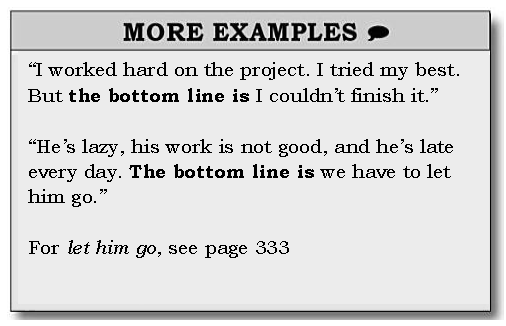 MORE EXAMPLES
“I worked hard on the project. I tried my best.
But the bottom line is I couldn’t finish it.”
“He’s lazy, his work is not good, and he’s late
every day. The bottom line is we have to let
him go.”
For let him go, see page 333